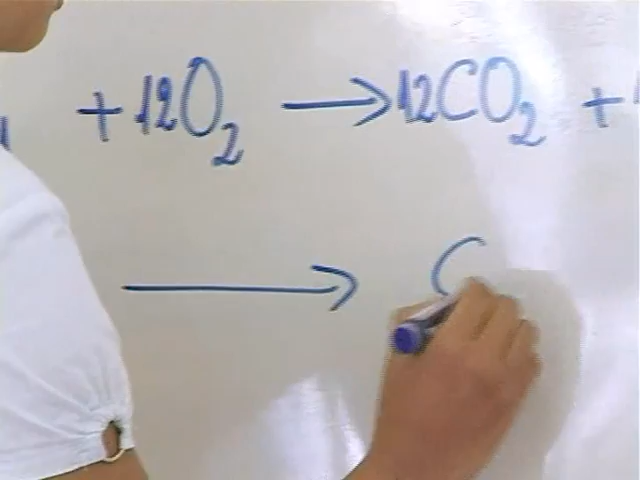 + 12O₂ → 12CO₂ +
→ C